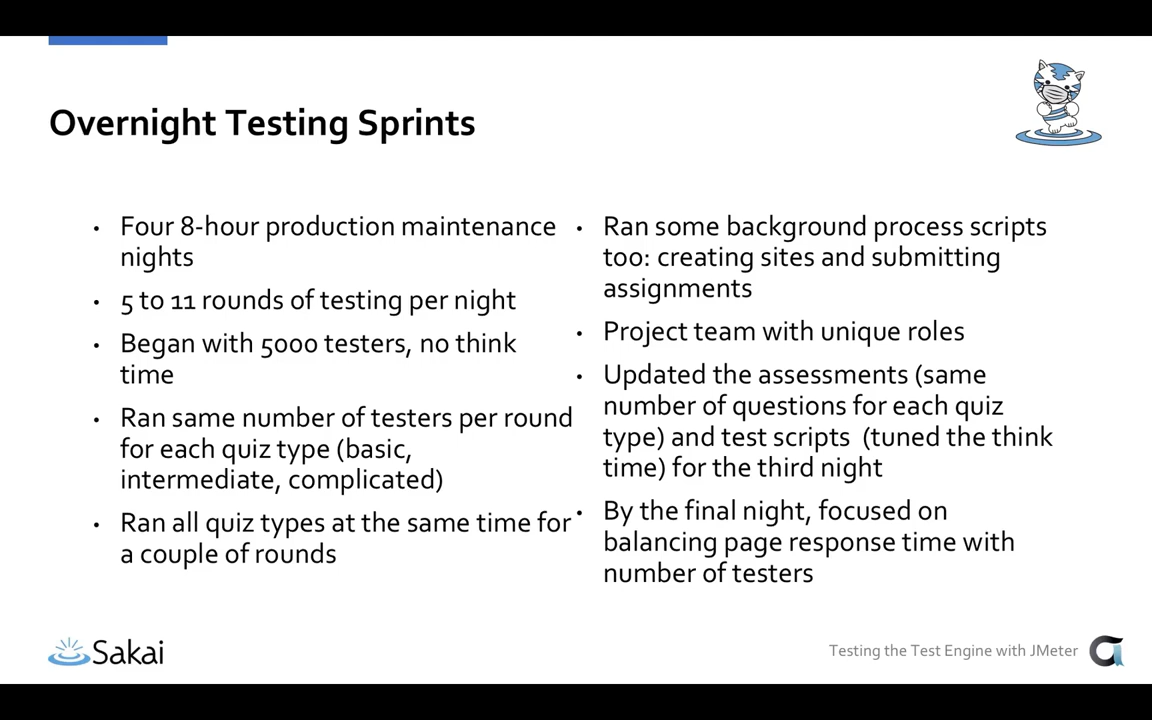 Overnight Testing Sprints
• Four 8-hour production maintenance
nights
• 5 to 11 rounds of testing per night
• Began with 5000 testers, no think
time
• Ran same number of testers per round
for each quiz type (basic,
intermediate, complicated)
• Ran all quiz types at the same time for
a couple of rounds
• Ran some background process scripts
too: creating sites and submitting
assignments
• Project team with unique roles
• Updated the assessments (same
number of questions for each quiz
type) and test scripts (tuned the think
time) for the third night
• By the final night, focused on
balancing page response time with
number of testers
Sakai
Testing the Test Engine with JMeter